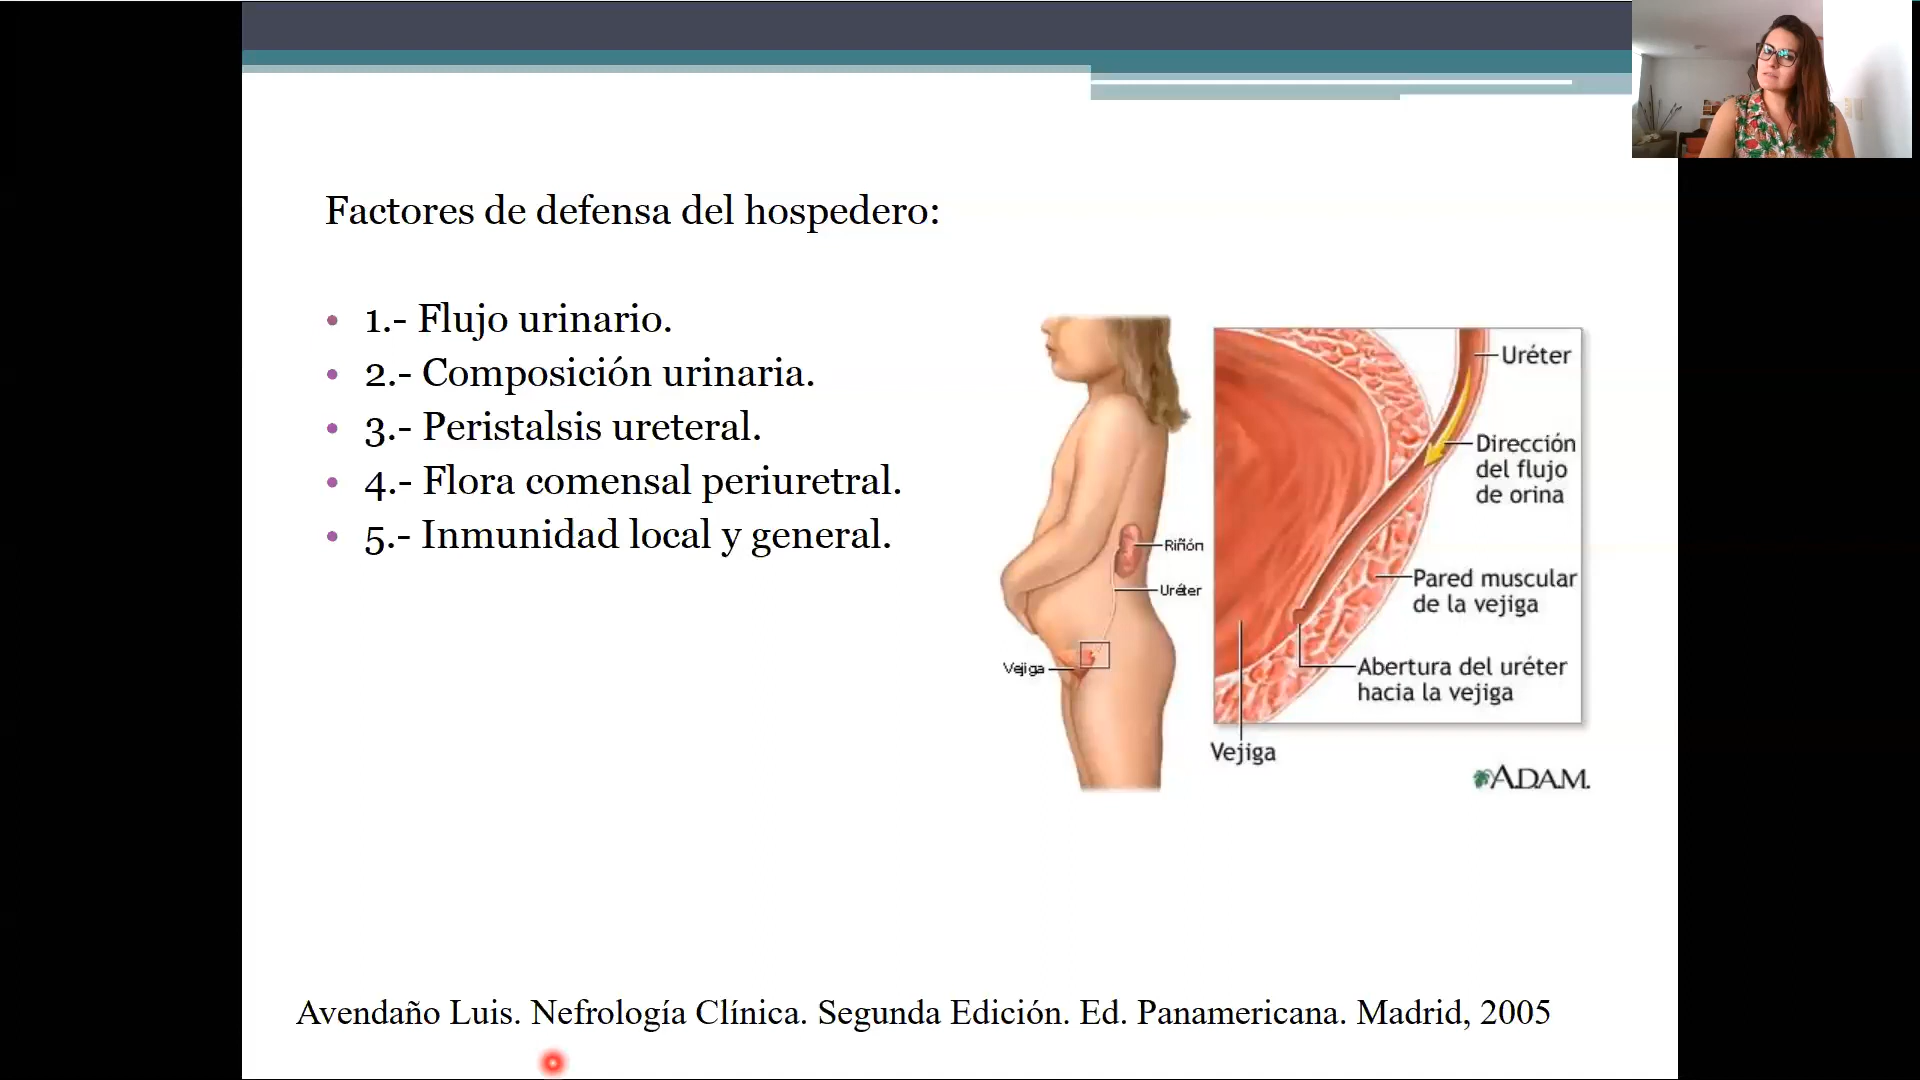 Factores de defensa del hospedero:
• 1.- Flujo urinario.
• 2.- Composición urinaria.
• 3.- Peristalsis ureteral.
• 4.- Flora comensal periuretral.
• 5.- Inmunidad local y general.
Riñón
Uréter
Vejiga
Uréter
Dirección
del flujo
de orina
Pared muscular
de la vejiga
Abertura del uréter
hacia la vejiga
Vejiga
A.D.A.M.
Avendaño Luis. Nefrología Clínica. Segunda Edición. Ed. Panamericana. Madrid, 2005